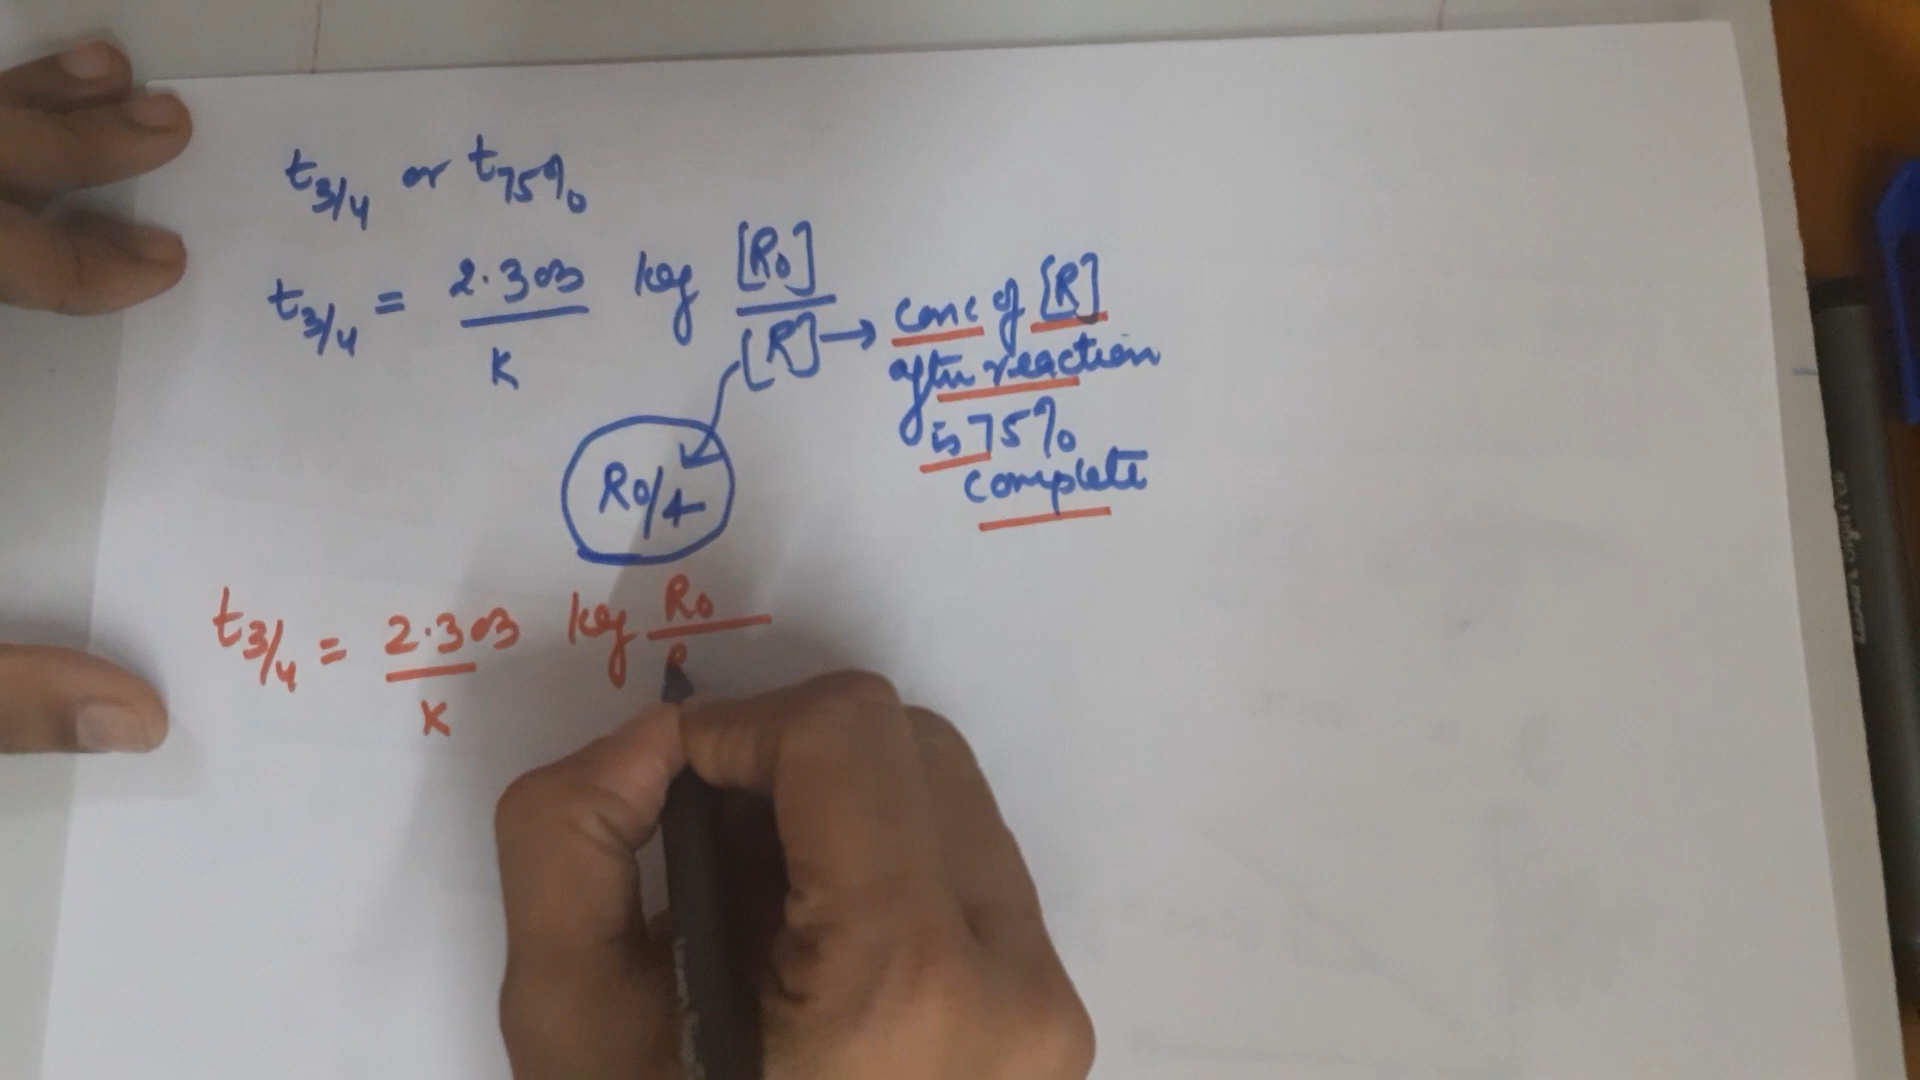 t3/4 or t75%
t3/4 = 2.303/K log [R0]/[R] → conc of [R]
after reaction
is 75%
complete
R0/4
t3/4 = 2.303/K log R0/R